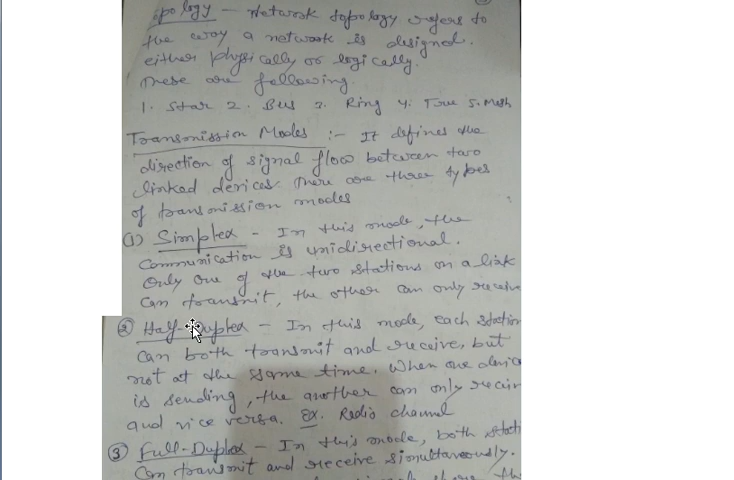 pology - Network topology refers to
the way a network is designed.
either physically or logically.
These are following.
1. Star 2. Bus 3. Ring 4. Tree 5. Mesh
Transmission Modes :- It defines the
direction of signal flow between two
linked devices. There are three types
of transmission modes
(1) Simplex - In this mode, the
communication is unidirectional.
Only one of the two stations on a link
can transmit, the other can only receive
② Half-Duplex - In this mode, each station
can both transmit and receive, but
not at the same time. When one device
is sending, the another can only receiv
and vice versa. Ex. Radio channel
③ Full-Duplex - In this mode, both stati
can transmit and receive simultaneously.